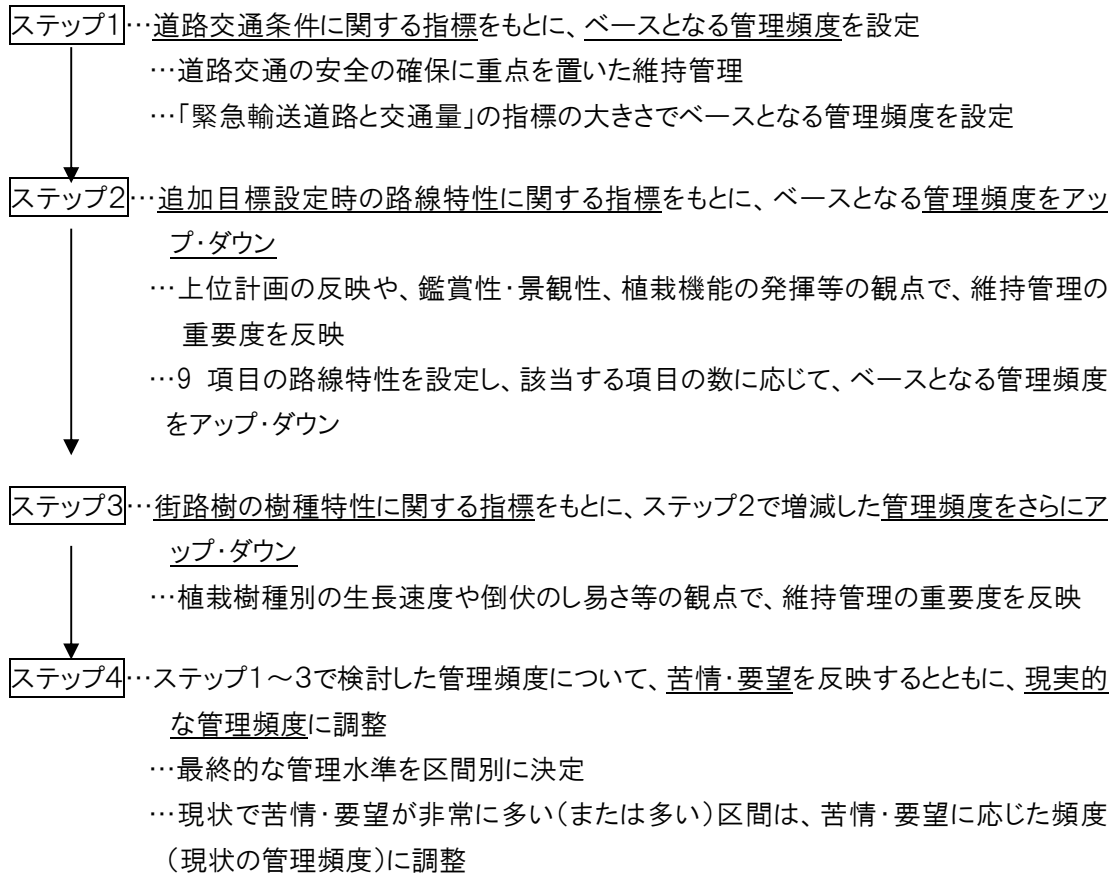 ステップ1…道路交通条件に関する指標をもとに、ベースとなる管理頻度を設定
…道路交通の安全の確保に重点を置いた維持管理
…「緊急輸送道路と交通量」の指標の大きさでベースとなる管理頻度を設定
ステップ2…追加目標設定時の路線特性に関する指標をもとに、ベースとなる管理頻度をアッ
プ・ダウン
…上位計画の反映や、鑑賞性・景観性、植栽機能の発揮等の観点で、維持管理の
重要度を反映
…9 項目の路線特性を設定し、該当する項目の数に応じて、ベースとなる管理頻度
をアップ・ダウン
ステップ3…街路樹の樹種特性に関する指標をもとに、ステップ2で増減した管理頻度をさらにア
ップ・ダウン
…植栽樹種別の生長速度や倒伏のし易さ等の観点で、維持管理の重要度を反映
ステップ4…ステップ1～3で検討した管理頻度について、苦情・要望を反映するとともに、現実的
な管理頻度に調整
…最終的な管理水準を区間別に決定
…現状で苦情・要望が非常に多い(または多い)区間は、苦情・要望に応じた頻度
(現状の管理頻度)に調整